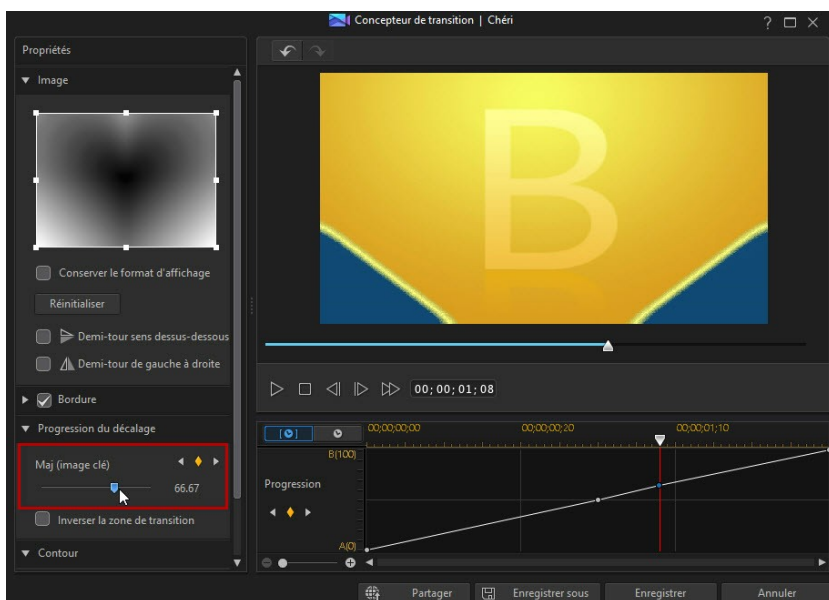 Concepteur de transition | Chéri
Propriétés
Image
Conserver le format d'affichage
Réinitialiser
Demi-tour sens dessus-dessous
Demi-tour de gauche à droite
Bordure
Progression du décalage
Maj (image clé)
66.67
Inverser la zone de transition
Contour
B
00;00;01;08
00;00;00;00 00;00;00;20 00;00;01;10
B(100)
Progression
A(0)
Partager Enregistrer sous Enregistrer Annuler